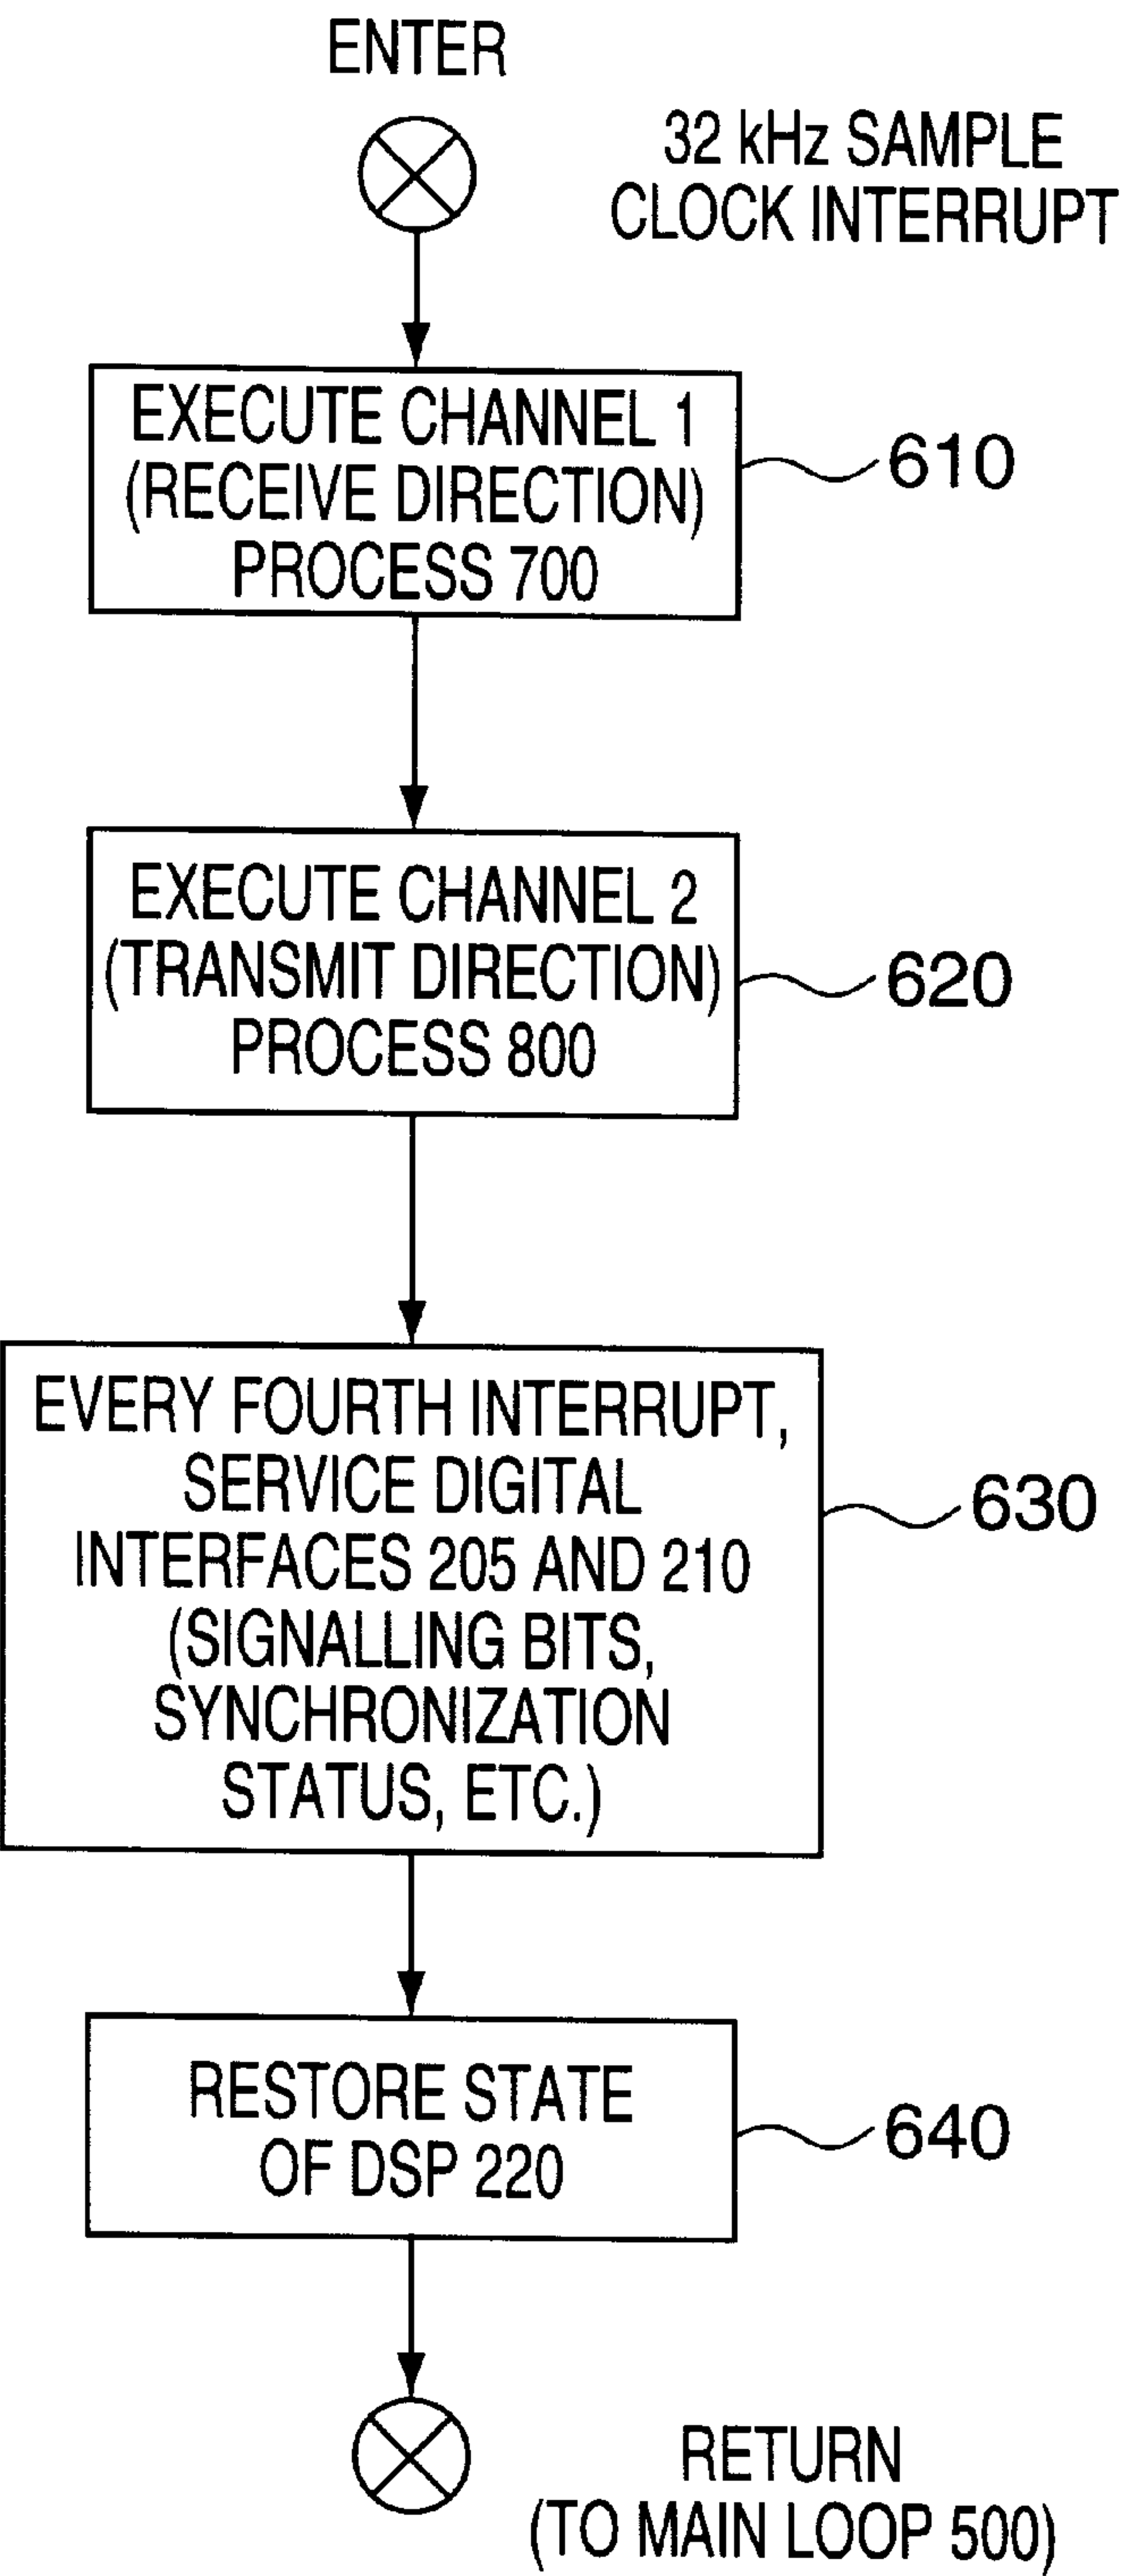 ENTER
32 kHz SAMPLE
CLOCK INTERRUPT
EXECUTE CHANNEL 1
(RECEIVE DIRECTION)
PROCESS 700
610
EXECUTE CHANNEL 2
(TRANSMIT DIRECTION)
PROCESS 800
620
EVERY FOURTH INTERRUPT,
SERVICE DIGITAL
INTERFACES 205 AND 210
(SIGNALLING BITS,
SYNCHRONIZATION
STATUS, ETC.)
630
RESTORE STATE
OF DSP 220
640
RETURN
(TO MAIN LOOP 500)